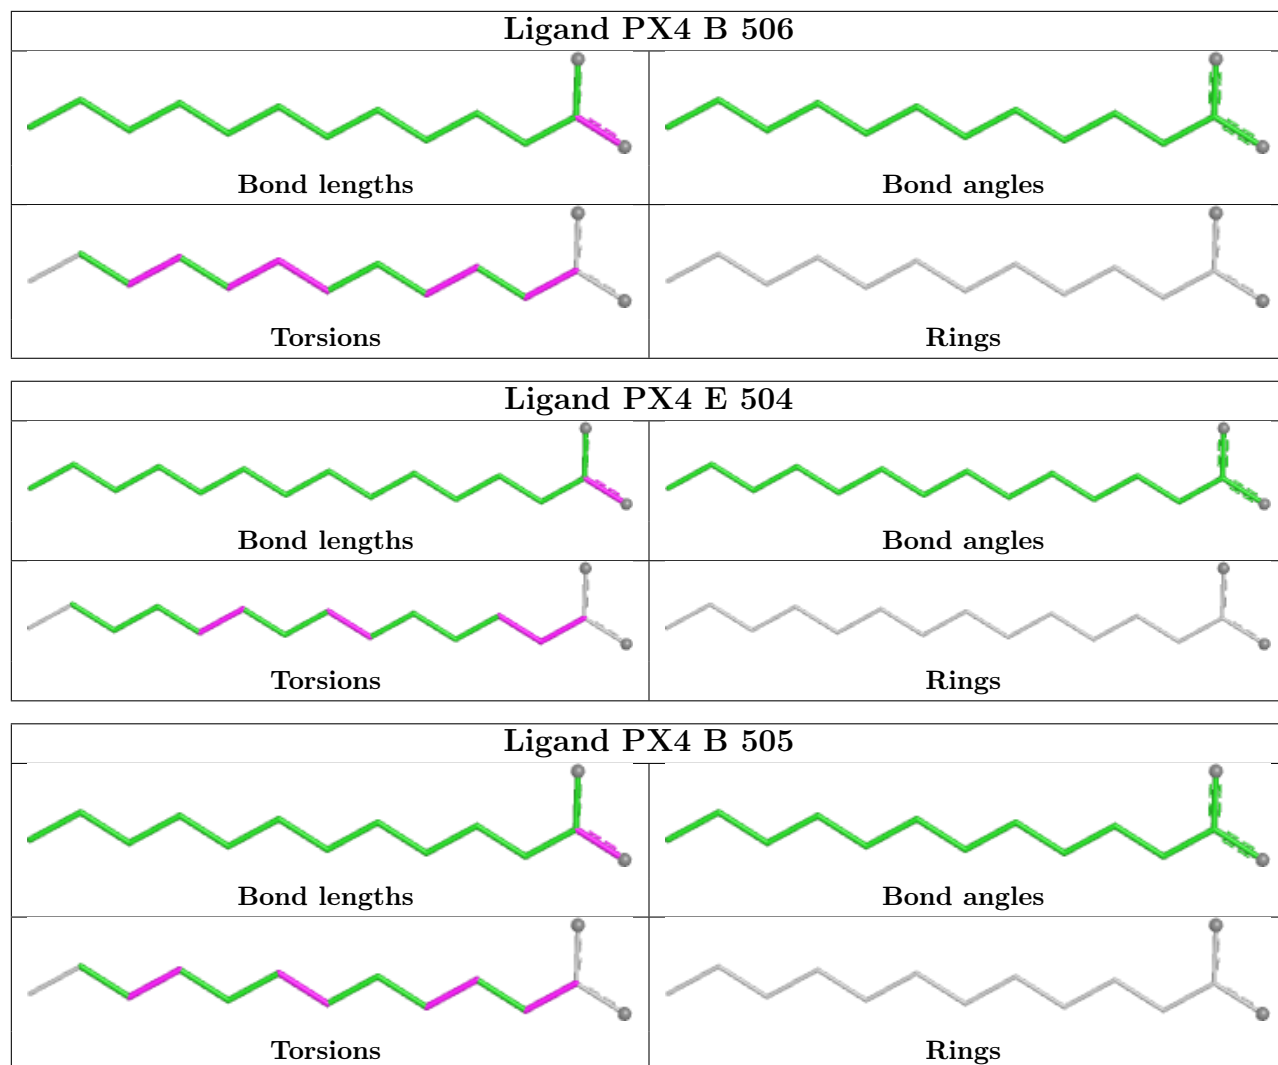 Ligand PX4 B 506
Bond lengths
Bond angles
Torsions
Rings
Ligand PX4 E 504
Bond lengths
Bond angles
Torsions
Rings
Ligand PX4 B 505
Bond lengths
Bond angles
Torsions
Rings